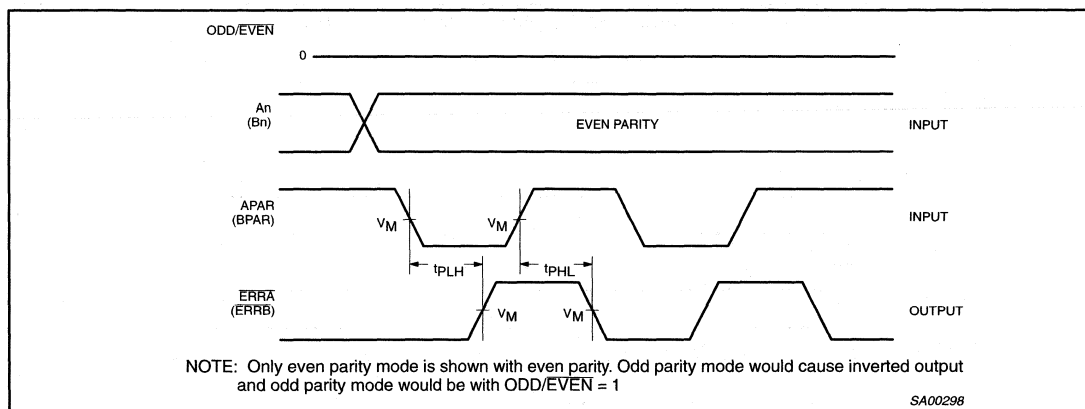 ODD/EVEN
0
An
(Bn)
EVEN PARITY
INPUT
APAR
(BPAR)
VM
VM
INPUT
tPLH
tPHL
ERRA
(ERRB)
VM
VM
OUTPUT
NOTE: Only even parity mode is shown with even parity. Odd parity mode would cause inverted output
and odd parity mode would be with ODD/EVEN = 1
SA00298